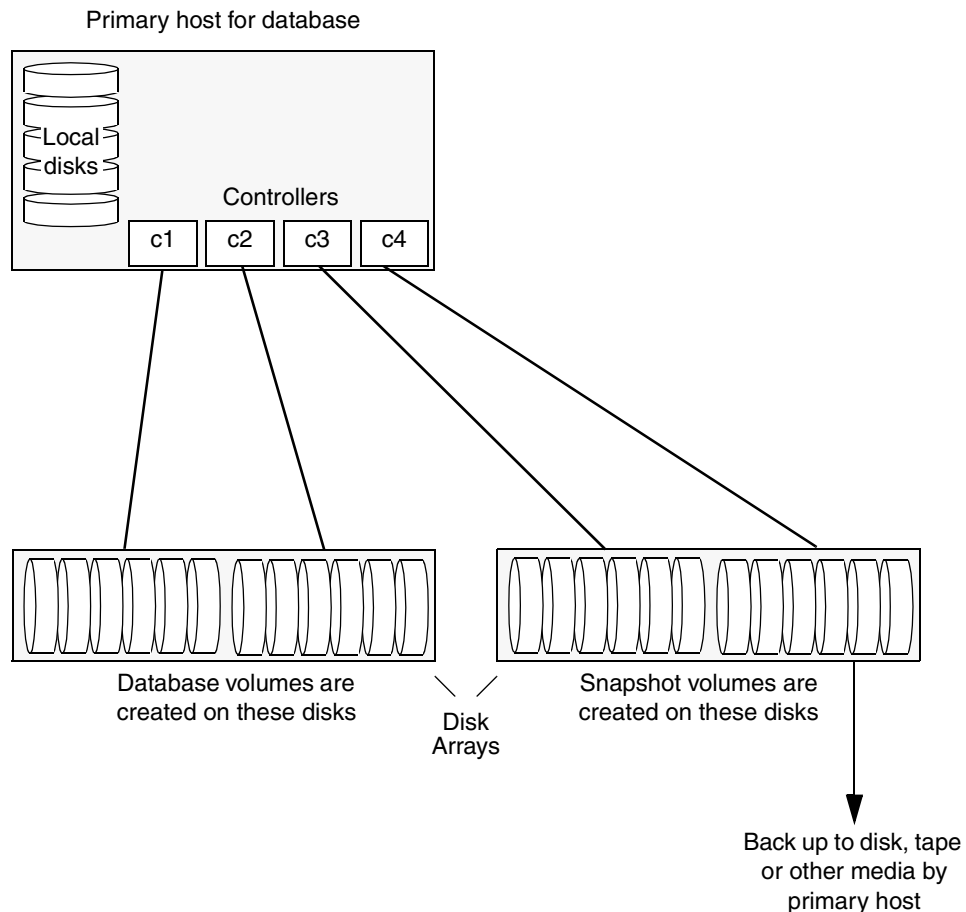 Primary host for database
Local
disks
Controllers
c1 c2 c3 c4
Database volumes are
created on these disks
Disk
Arrays
Snapshot volumes are
created on these disks
Back up to disk, tape
or other media by
primary host